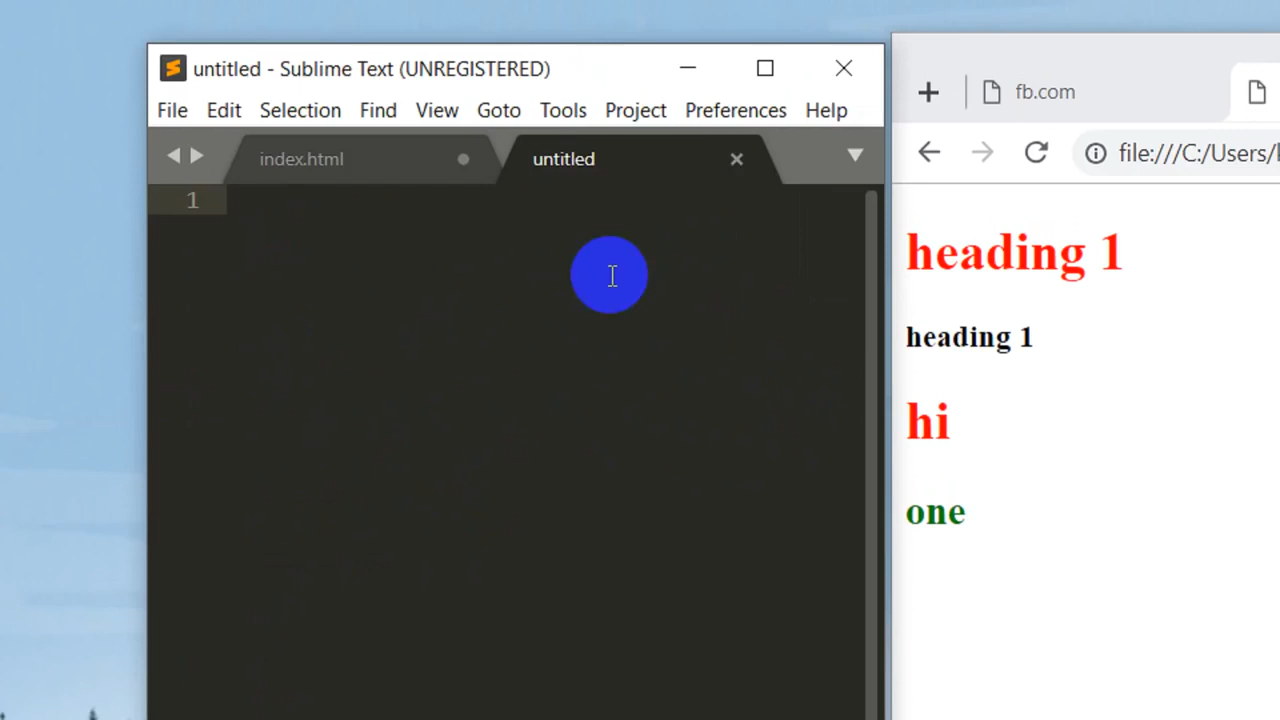 untitled - Sublime Text (UNREGISTERED)
File Edit Selection Find View Goto Tools Project Preferences Help
index.html untitled
1
fb.com
file:///C:/Users/
heading 1
heading 1
hi
one